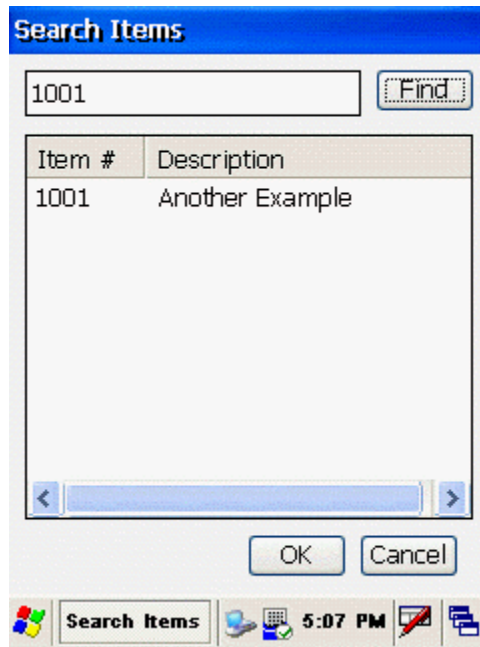 Search Items
1001 Find
Item # Description
1001 Another Example
OK Cancel
Search Items 5:07 PM